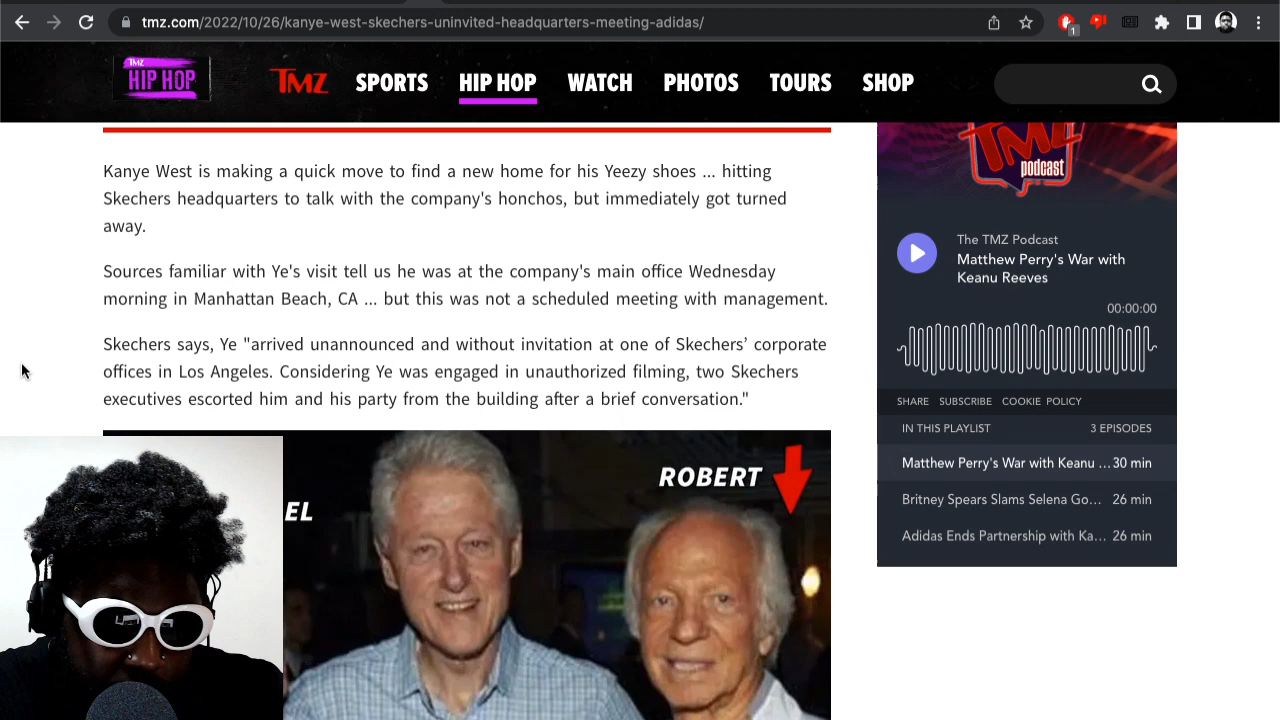 tmz.com/2022/10/26/kanye-west-skechers-uninvited-headquarters-meeting-adidas/
1
TMZ
HIP HOP
TMZ SPORTS HIP HOP WATCH PHOTOS TOURS SHOP
Kanye West is making a quick move to find a new home for his Yeezy shoes ... hitting
Skechers headquarters to talk with the company's honchos, but immediately got turned
away.
Sources familiar with Ye's visit tell us he was at the company's main office Wednesday
morning in Manhattan Beach, CA ... but this was not a scheduled meeting with management.
Skechers says, Ye "arrived unannounced and without invitation at one of Skechers’ corporate
offices in Los Angeles. Considering Ye was engaged in unauthorized filming, two Skechers
executives escorted him and his party from the building after a brief conversation."
EL
ROBERT
TMZ
podcast
The TMZ Podcast
Matthew Perry's War with
Keanu Reeves
00:00:00
SHARE SUBSCRIBE COOKIE POLICY
IN THIS PLAYLIST 3 EPISODES
Matthew Perry's War with Keanu ... 30 min
Britney Spears Slams Selena Go... 26 min
Adidas Ends Partnership with Ka... 26 min